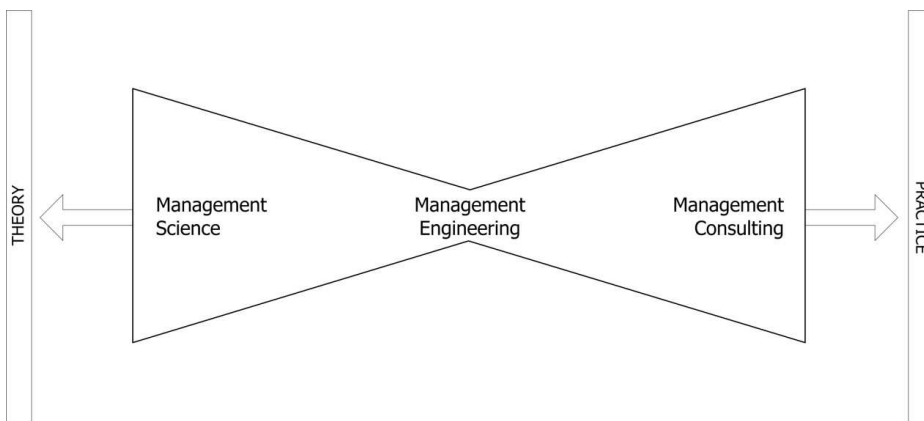 THEORY
Management
Science
Management
Engineering
Management
Consulting
PRACTICE